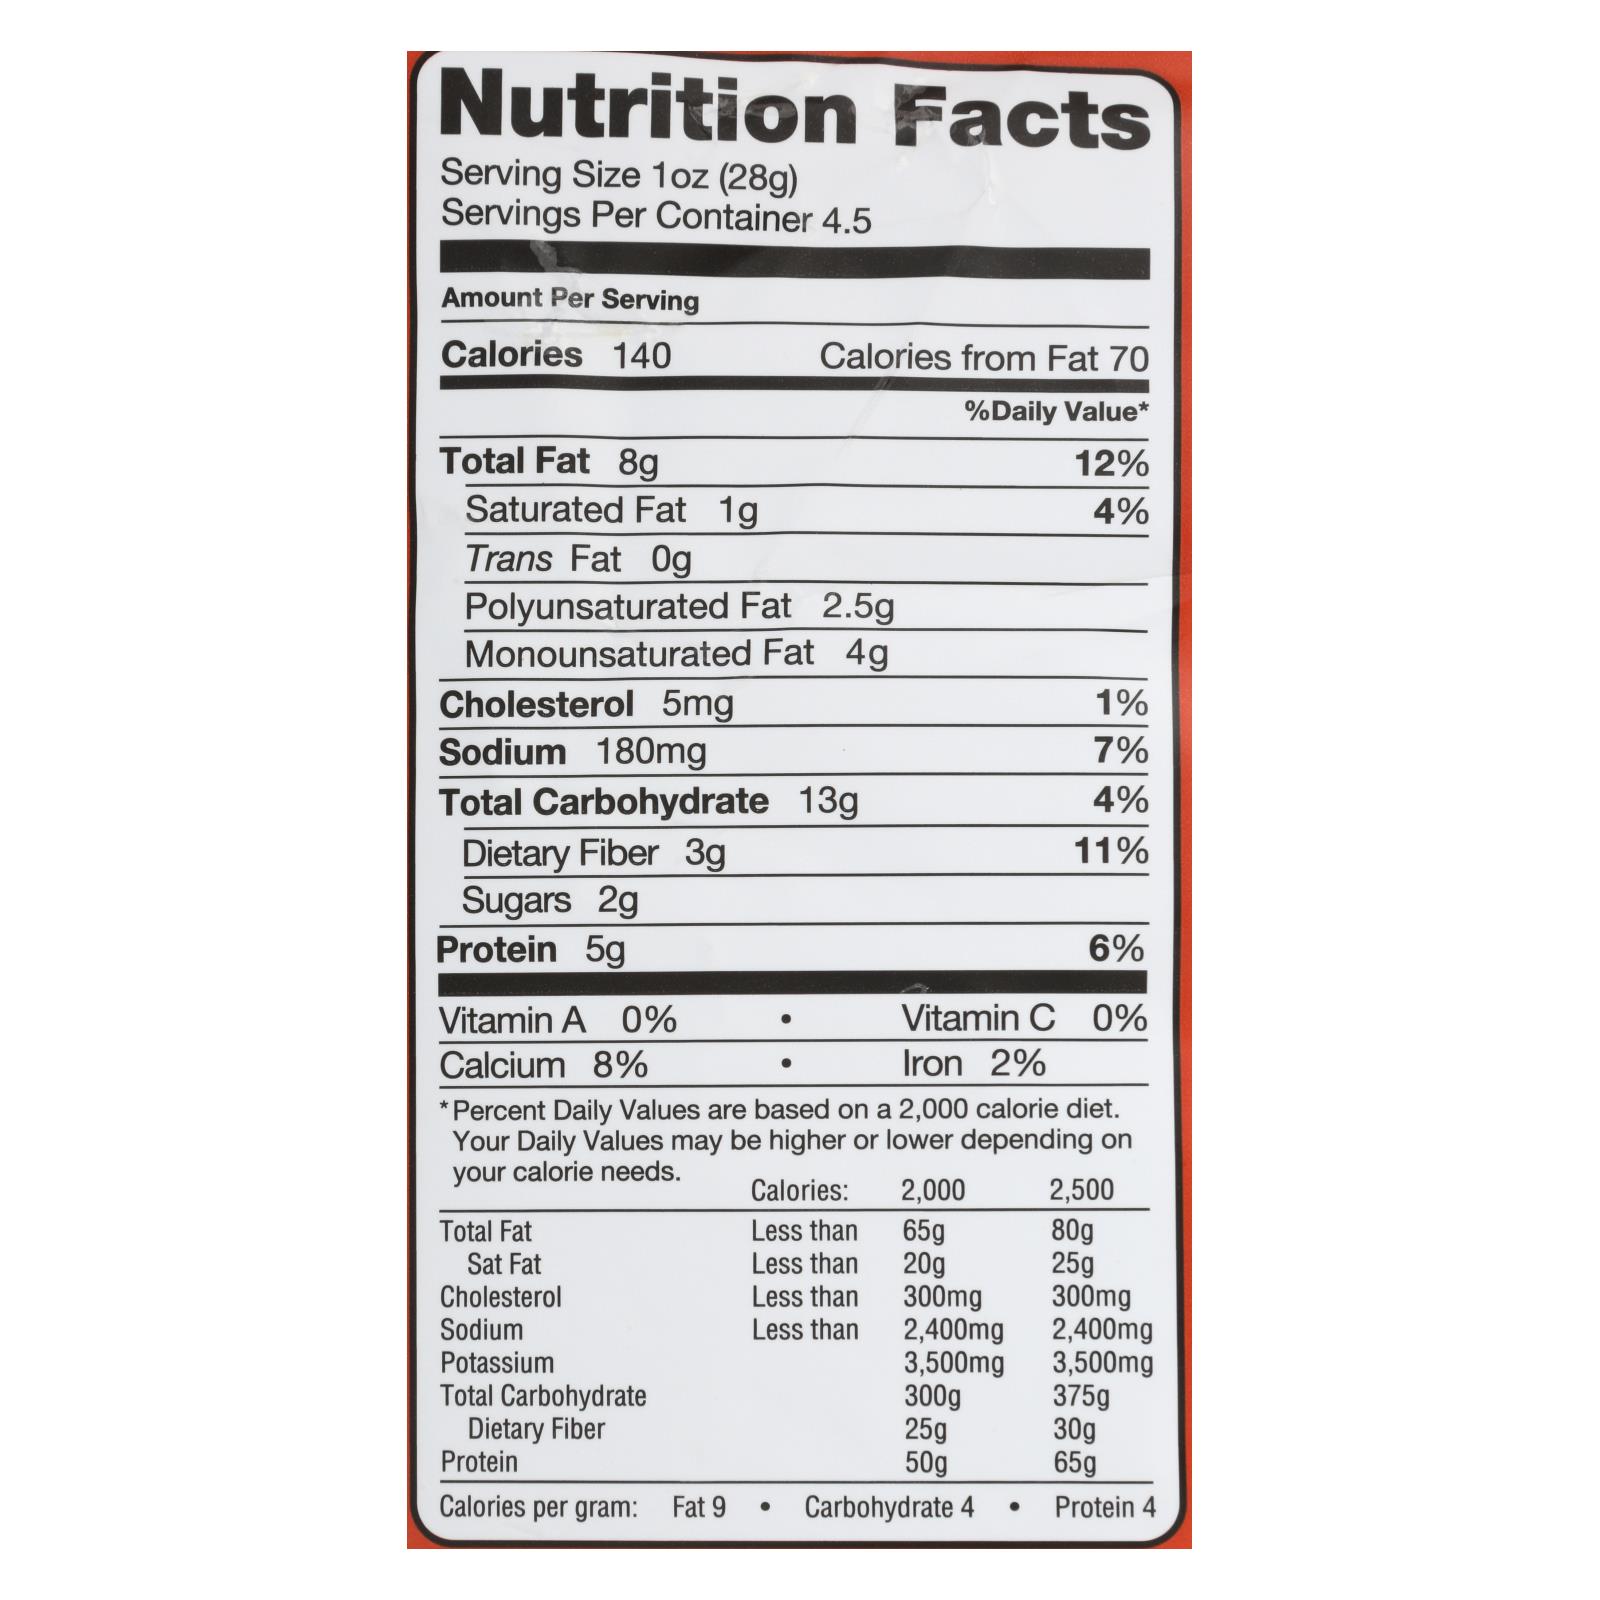 Nutrition Facts
Serving Size 1oz (28g)
Servings Per Container 4.5
Amount Per Serving
Calories 140 Calories from Fat 70
%Daily Value*
Total Fat 8g 12%
Saturated Fat 1g 4%
Trans Fat 0g
Polyunsaturated Fat 2.5g
Monounsaturated Fat 4g
Cholesterol 5mg 1%
Sodium 180mg 7%
Total Carbohydrate 13g 4%
Dietary Fiber 3g 11%
Sugars 2g
Protein 5g 6%
Vitamin A 0% • Vitamin C 0%
Calcium 8% • Iron 2%
*Percent Daily Values are based on a 2,000 calorie diet.
Your Daily Values may be higher or lower depending on
your calorie needs.
Calories: 2,000 2,500
Total Fat Less than 65g 80g
Sat Fat Less than 20g 25g
Cholesterol Less than 300mg 300mg
Sodium Less than 2,400mg 2,400mg
Potassium 3,500mg 3,500mg
Total Carbohydrate 300g 375g
Dietary Fiber 25g 30g
Protein 50g 65g
Calories per gram: Fat 9 • Carbohydrate 4 • Protein 4